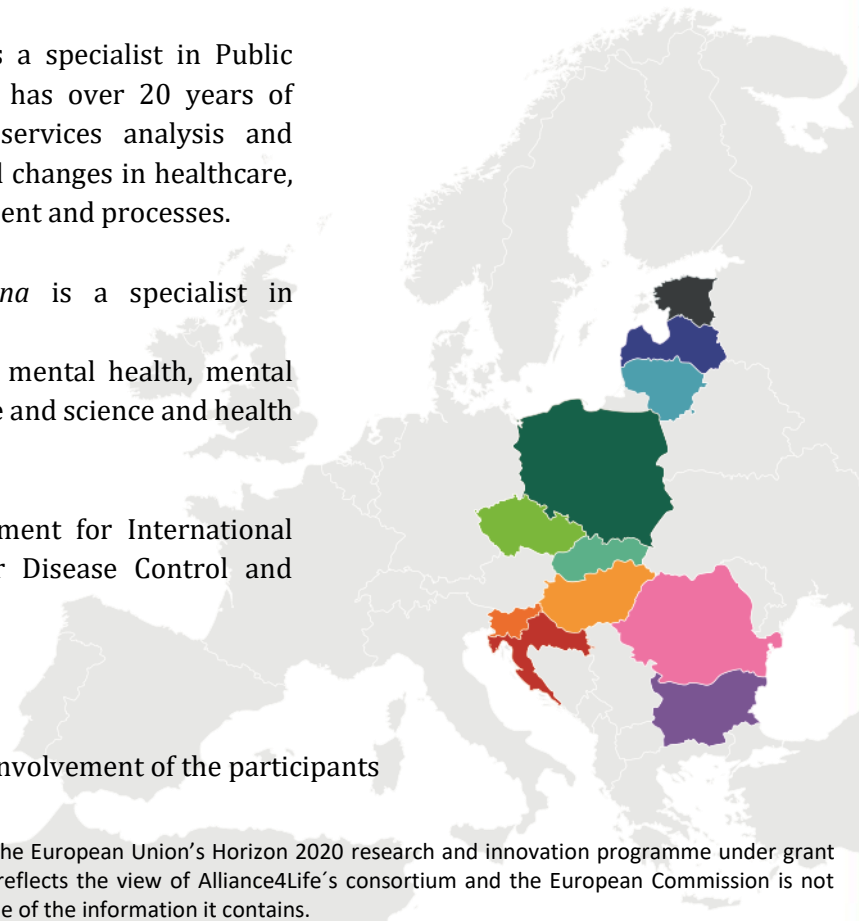 s a specialist in Public
has over 20 years of
services analysis and
l changes in healthcare,
ent and processes.
na is a specialist in
mental health, mental
e and science and health
ment for International
r Disease Control and
nvolvement of the participants
he European Union's Horizon 2020 research and innovation programme under grant
reflects the view of Alliance4Life´s consortium and the European Commission is not
e of the information it contains.